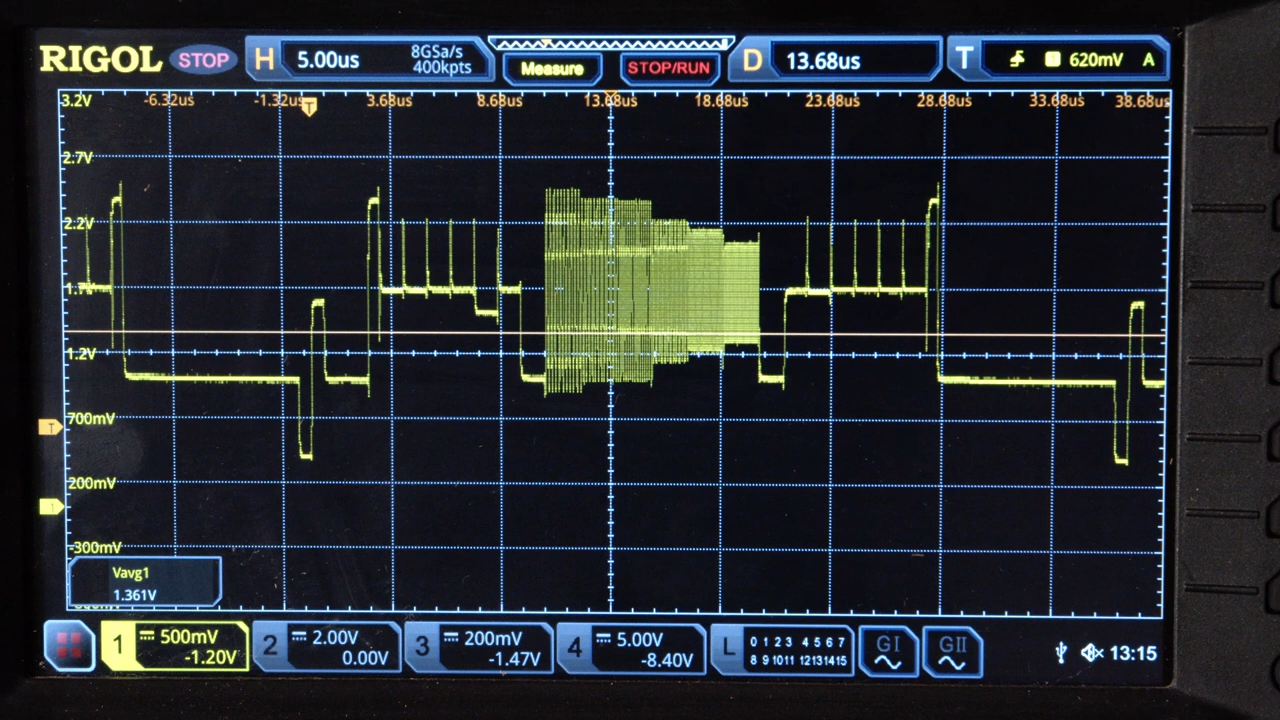 RIGOL STOP H 5.00us 8GSa/s 400kpts Measure STOP/RUN D 13.68us T 620mV A
3.2V -6.32us -1.32us T 3.68us 8.68us 13.68us 18.68us 23.68us 28.68us 33.68us 38.68us
2.7V
2.2V
1.7V
1.2V
T 700mV
200mV
1
-300mV
Vavg1
1.361V
1 500mV -1.20V 2 2.00V 0.00V 3 200mV -1.47V 4 5.00V -8.40V L 0 1 2 3 4 5 6 7 8 9 10 11 12 13 14 15 GI GII 13:15